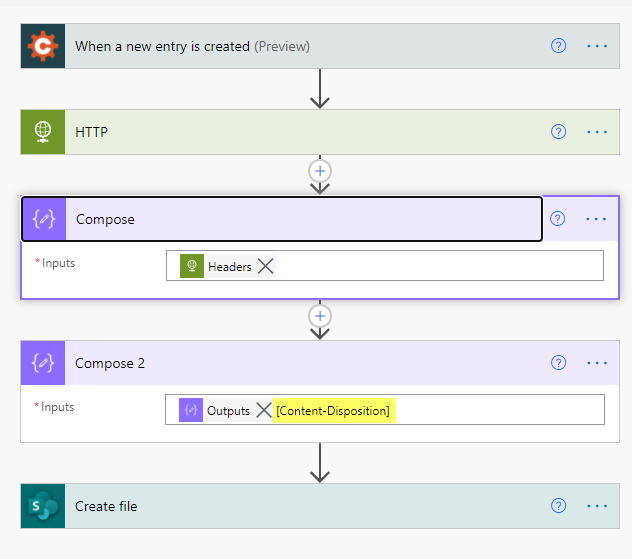 When a new entry is created (Preview)
HTTP
Compose
* Inputs
Headers
Compose 2
* Inputs
Outputs [Content-Disposition]
Create file